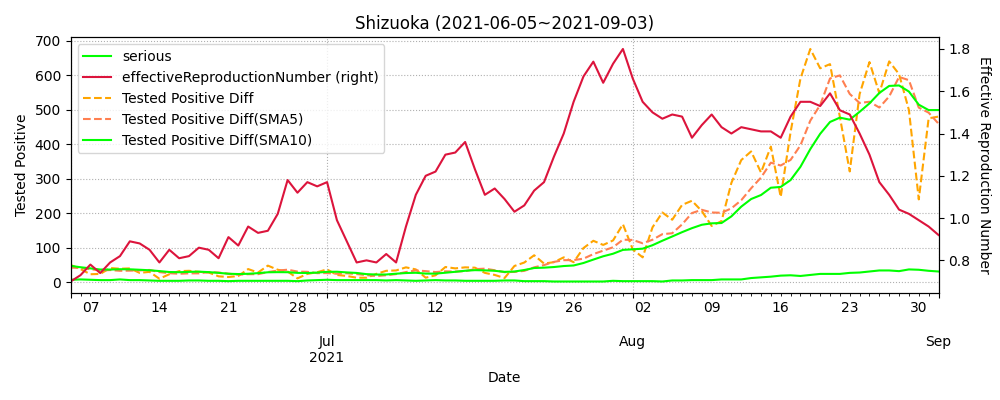 Shizuoka (2021-06-05~2021-09-03)
serious
effectiveReproductionNumber (right)
Tested Positive Diff
Tested Positive Diff(SMA5)
Tested Positive Diff(SMA10)
Tested Positive
700
600
500
400
300
200
100
0
1.8
1.6
1.4
1.2
1.0
0.8
Effective Reproduction Number
07 14 21 28 05 12 19 26 02 09 16 23 30
Jul Aug Sep
2021
Date